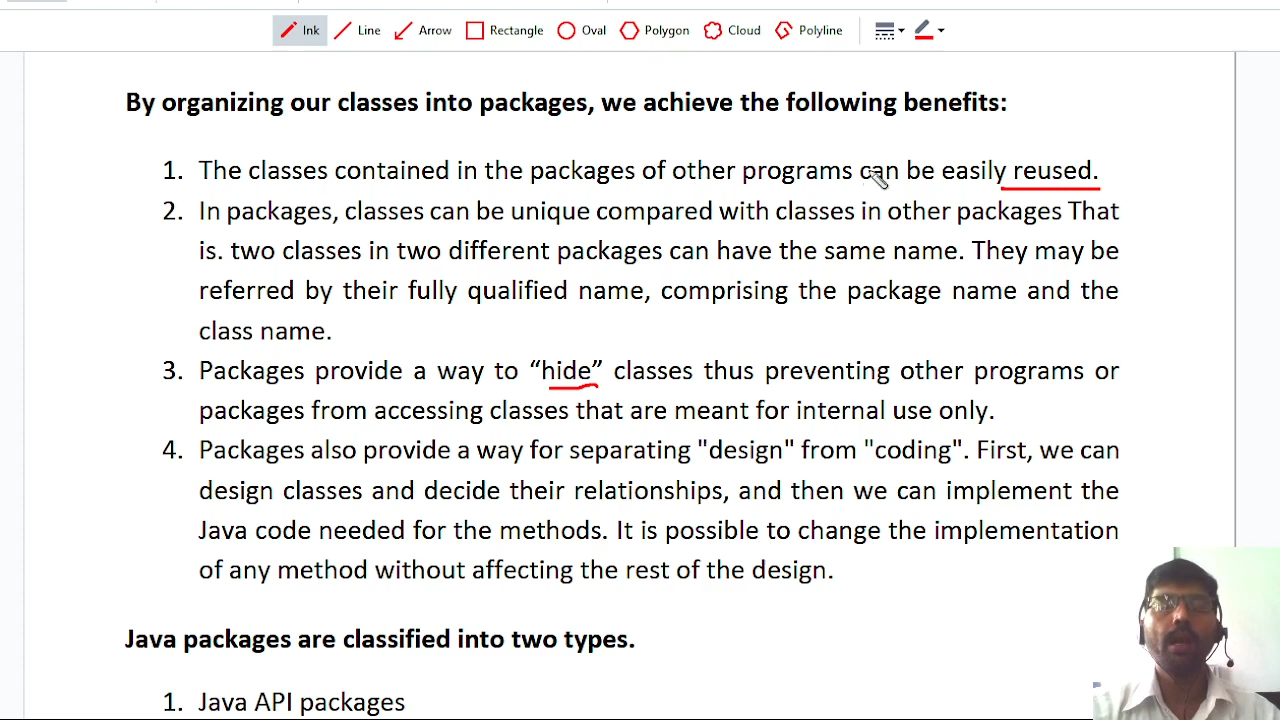 Ink Line Arrow Rectangle Oval Polygon Cloud Polyline
By organizing our classes into packages, we achieve the following benefits:
1. The classes contained in the packages of other programs can be easily reused.
2. In packages, classes can be unique compared with classes in other packages That
is. two classes in two different packages can have the same name. They may be
referred by their fully qualified name, comprising the package name and the
class name.
3. Packages provide a way to “hide” classes thus preventing other programs or
packages from accessing classes that are meant for internal use only.
4. Packages also provide a way for separating "design" from "coding". First, we can
design classes and decide their relationships, and then we can implement the
Java code needed for the methods. It is possible to change the implementation
of any method without affecting the rest of the design.
Java packages are classified into two types.
1. Java API packages